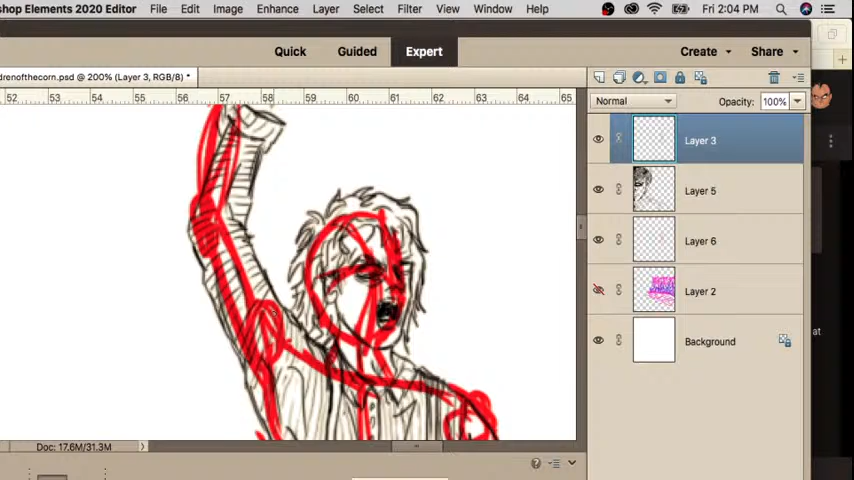 oshop Elements 2020 Editor File Edit Image Enhance Layer Select Filter View Window Help Fri 2:04 PM
Quick Guided Expert Create Share
drenofthecorn.psd @ 200% (Layer 3, RGB/8) *
52 53 54 55 56 57 58 59 60 61 62 63 64 65
Normal Opacity: 100%
Layer 3
Layer 5
Layer 6
Layer 2
at
Background
Doc: 17.6M/31.3M